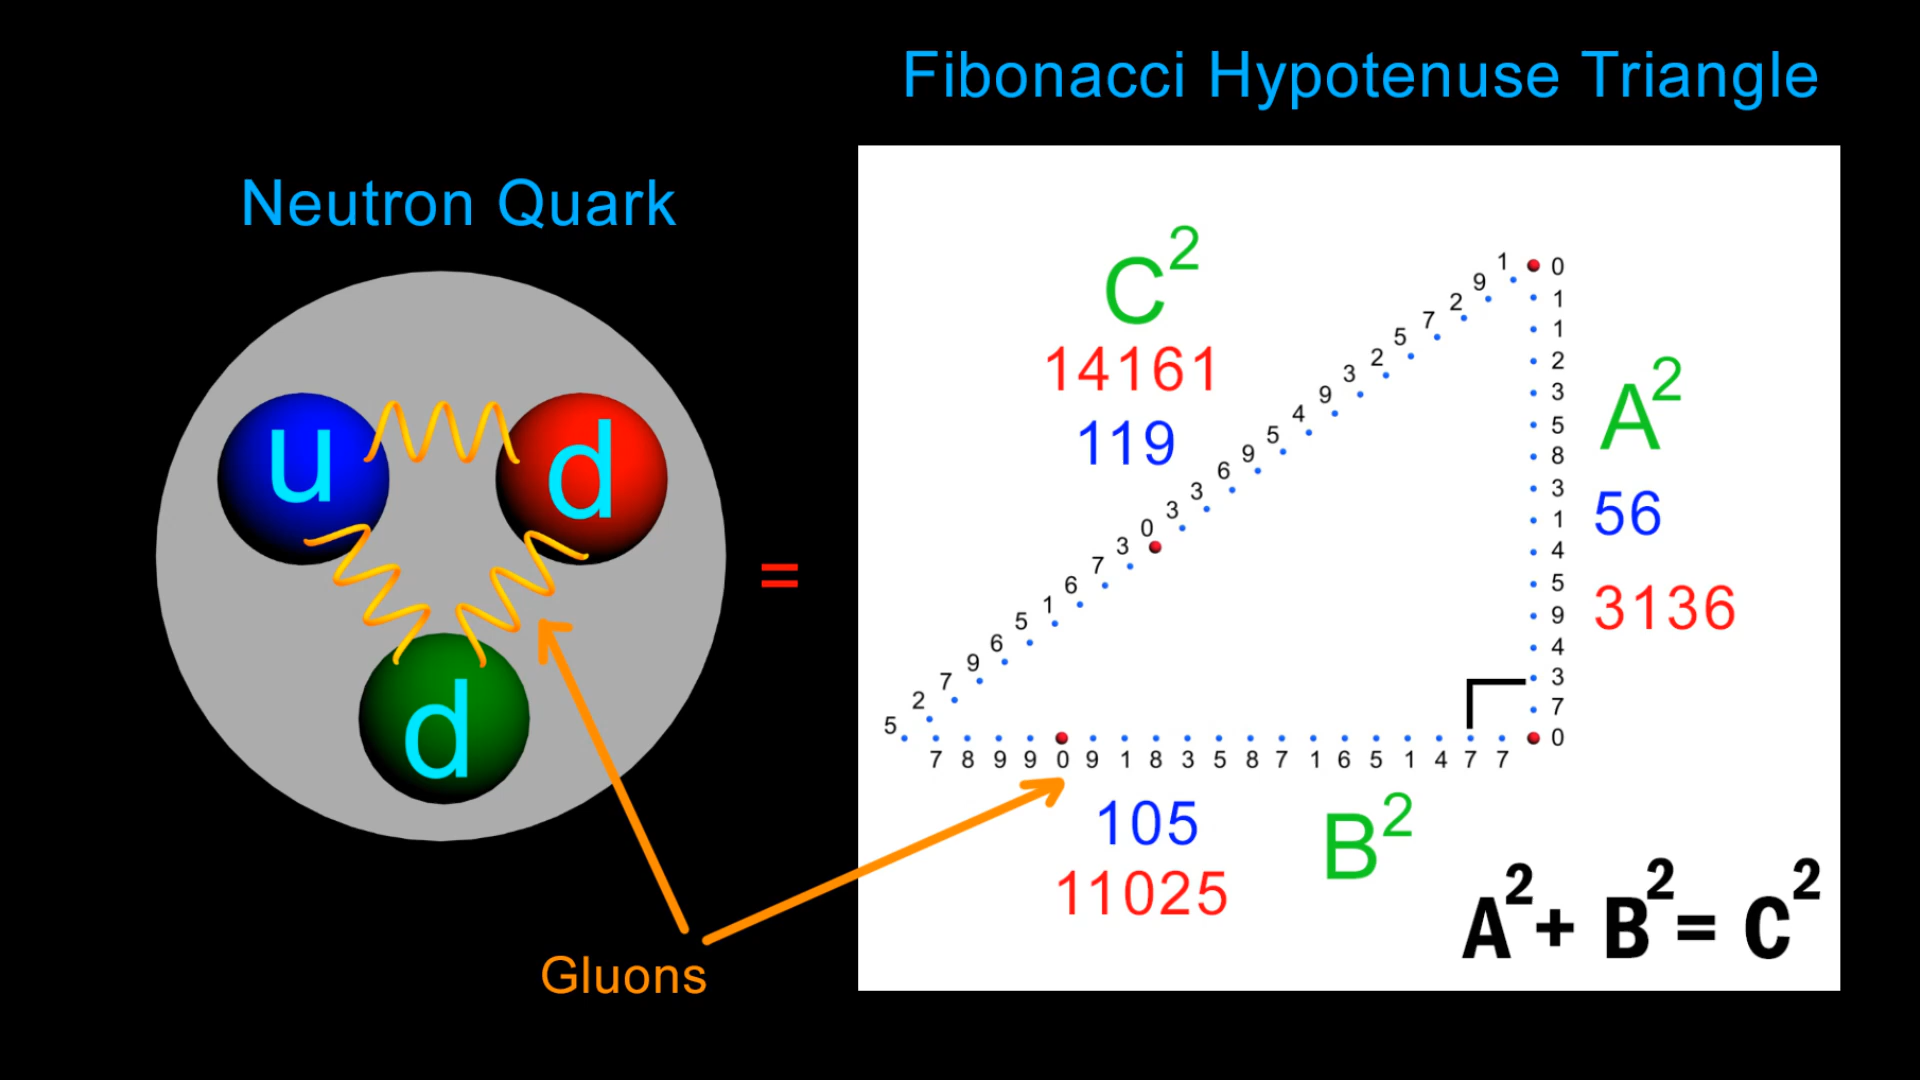 Fibonacci Hypotenuse Triangle
Neutron Quark
u
d
d
=
Gluons
C²
14161
119
A²
56
3136
105
11025
B²
0 1 1 2 3 5 8 3 1 4 5 9 4 3 7 0
7 8 9 9 0 9 1 8 3 5 8 7 1 6 5 1 4 7 7
5 2 7 9 6 5 1 6 7 3 0 3 3 6 9 5 4 9 3 2 5 7 2 9 1
A² + B² = C²